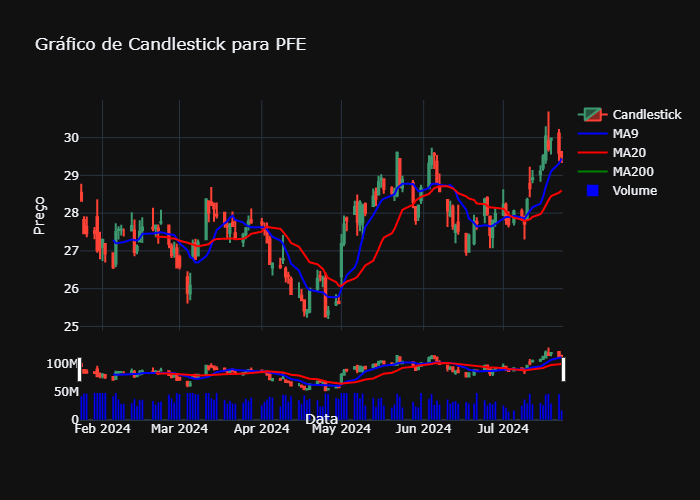 Gráfico de Candlestick para PFE
Candlestick
MA9
MA20
MA200
Volume
Preço
30
29
28
27
26
25
100M
50M
0
Data
Feb 2024
Mar 2024
Apr 2024
May 2024
Jun 2024
Jul 2024